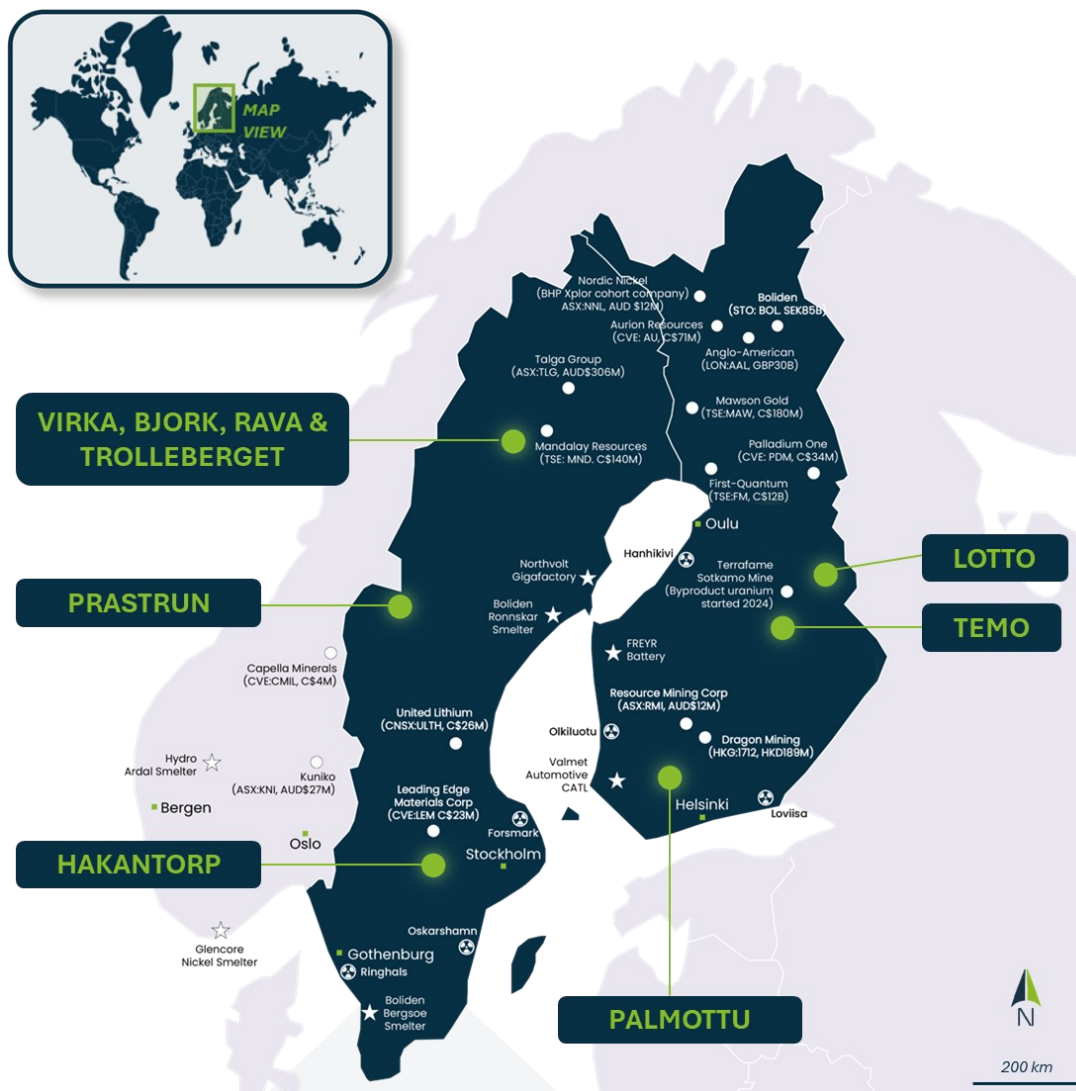 MAP
VIEW
Nordic Nickel
(BHP Xplor cohort company)
ASX:NNL, AUD $12M)
Boliden
(STO: BOL. SEK85B)
Aurion Resources
(CVE: AU, C$71M)
Anglo-American
(LON:AAL, GBP30B)
Talga Group
(ASX:TLG, AUD$306M)
Mawson Gold
(TSE:MAW, C$180M)
VIRKA, BJORK, RAVA &
TROLLEBERGET
Mandalay Resources
(TSE: MND. C$140M)
Palladium One
(CVE: PDM, C$34M)
First-Quantum
(TSE:FM, C$12B)
Oulu
Hanhikivi
Northvolt
Gigafactory
Terrafame
Sotkamo Mine
(Byproduct uranium
started 2024)
LOTTO
PRASTRUN
Boliden
Ronnskar
Smelter
TEMO
FREYR
Battery
Capella Minerals
(CVE:CMIL, C$4M)
Resource Mining Corp
(ASX:RMI, AUD$12M)
United Lithium
(CNSX:ULTH, C$26M)
Olkiluotu
Dragon Mining
(HKG:1712, HKD189M)
Hydro
Ardal Smelter
Kuniko
(ASX:KNI, AUD$27M)
Valmet
Automotive
CATL
Leading Edge
Materials Corp
(CVE:LEM C$23M)
Bergen
Helsinki
Loviisa
Forsmark
Oslo
Stockholm
HAKANTORP
Oskarshamn
Glencore
Nickel Smelter
Gothenburg
Ringhals
Boliden
Bergsoe
Smelter
PALMOTTU
N
200 km